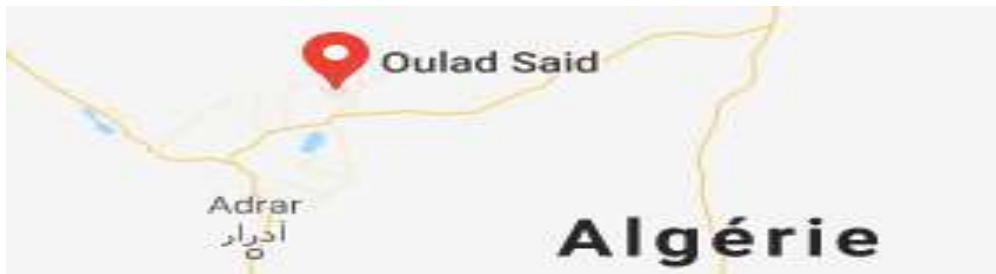 Oulad Said
Adrar
أدرار
Algérie